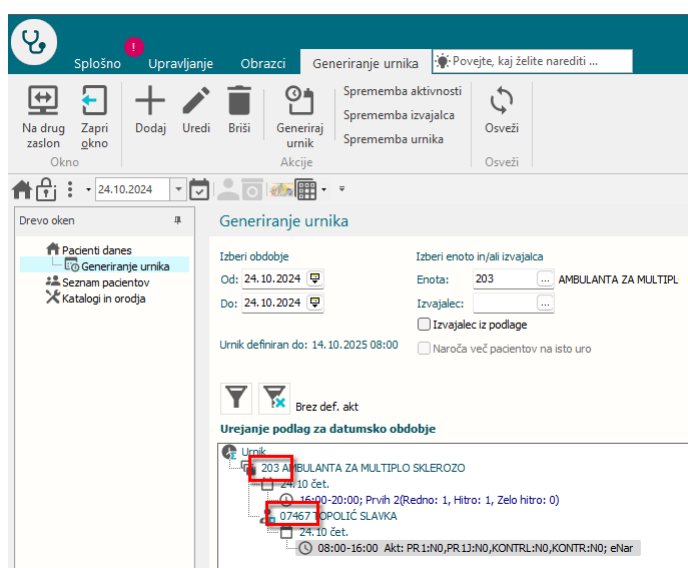 !
Splošno Upravljanje Obrazci Generiranje urnika Povejte, kaj želite narediti ...
Na drug zaslon Zapri okno Dodaj Uredi Briši Generiraj urnik Sprememba aktivnosti Osveži
Sprememba izvajalca
Sprememba urnika
Okno Akcije Osveži
24.10.2024
Drevo oken
Pacienti danes
Generiranje urnika
Seznam pacientov
Katalogi in orodja
Generiranje urnika
Izberi obdobje Izberi enoto in/ali izvajalca
Od: 24.10.2024 Enota: 203 ... AMBULANTA ZA MULTIPL
Do: 24.10.2024 Izvajalec: ...
Izvajalec iz podlage
Urnik definiran do: 14.10.2025 08:00 Naroča več pacientov na isto uro
Brez def. akt
Urejanje podlag za datumsko obdobje
Urnik
203 AMBULANTA ZA MULTIPLO SKLEROZO
24.10 čet.
16:00-20:00; Prvih 2(Redno: 1, Hitro: 1, Zelo hitro: 0)
07467 TOPOLIĆ SLAVKA
24.10 čet.
08:00-16:00 Akt: PR1:N0,PR1J:N0,KONTRL:N0,KONTR:N0; eNar